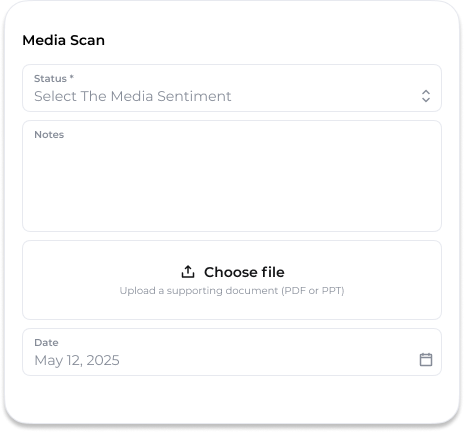 Media Scan
Status *
Select The Media Sentiment
Notes
Choose file
Upload a supporting document (PDF or PPT)
Date
May 12, 2025